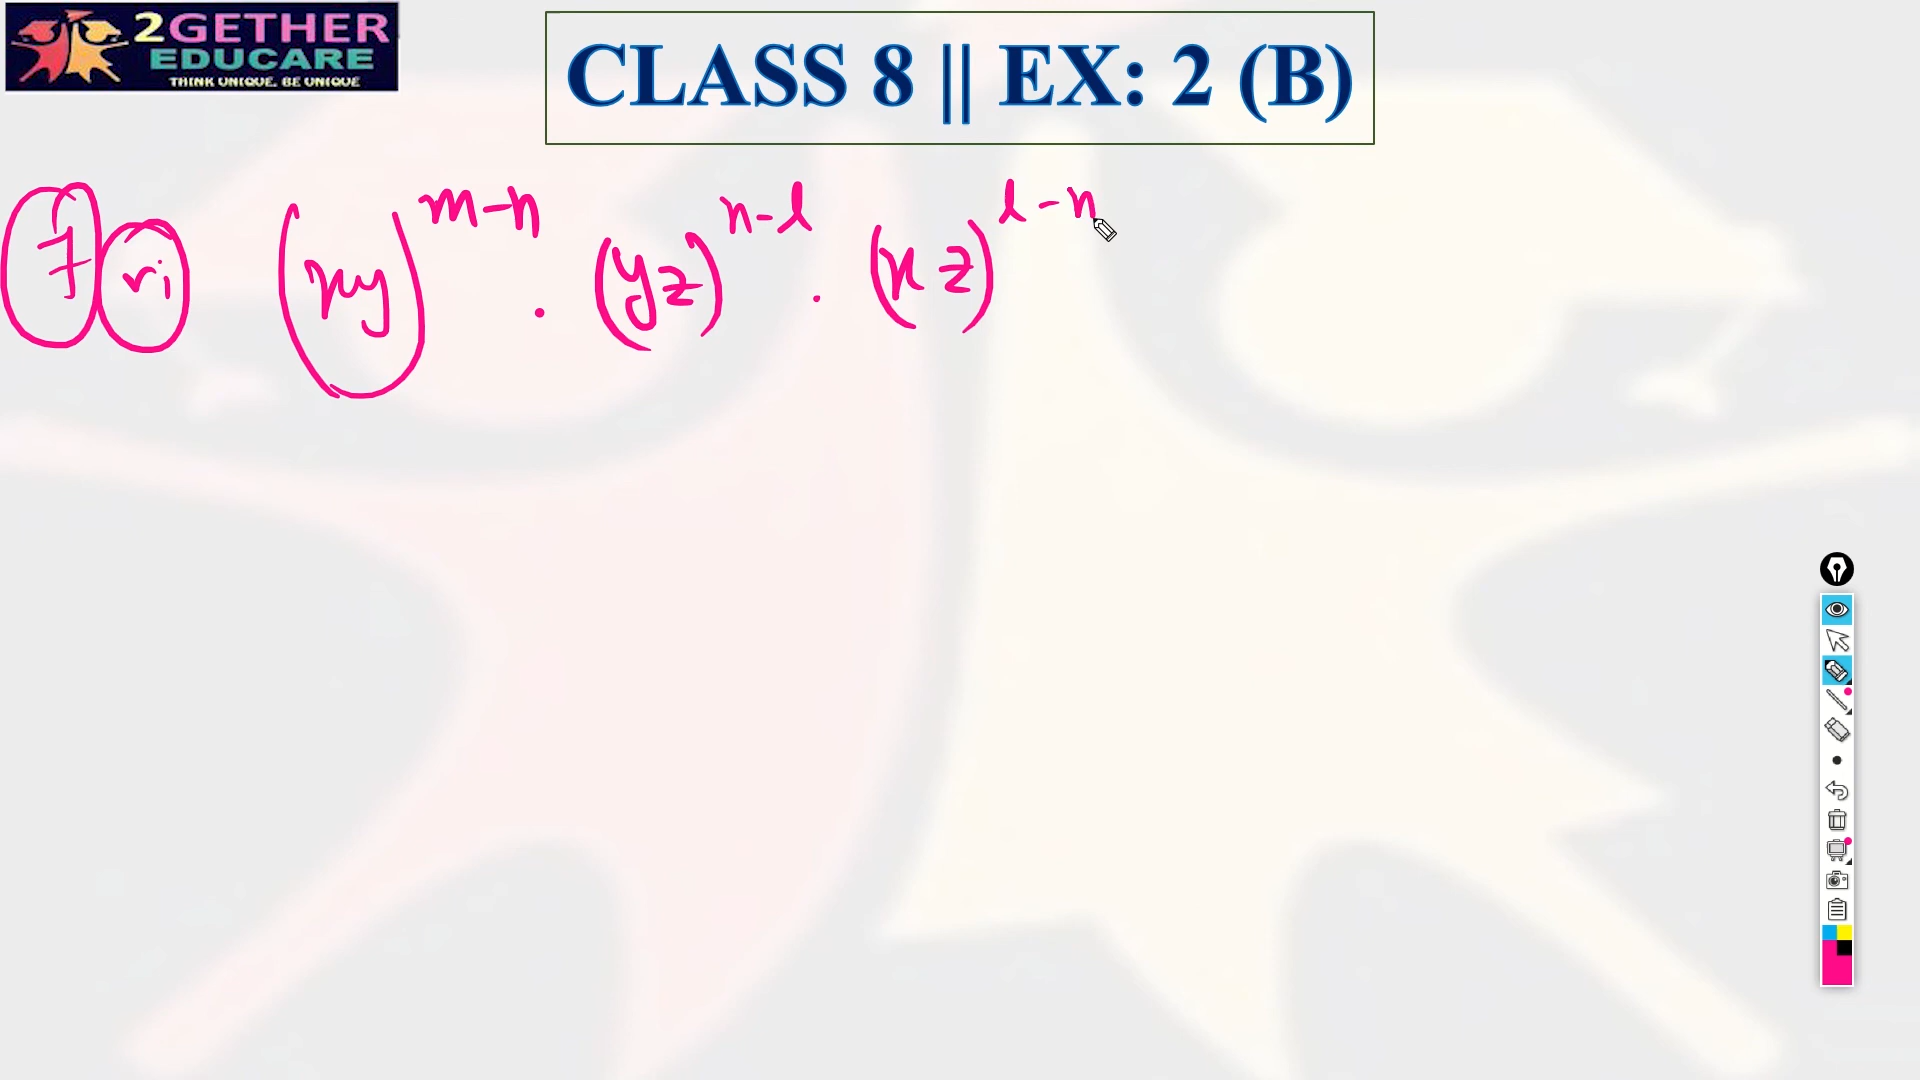 2GETHER
EDUCARE
THINK UNIQUE. BE UNIQUE
CLASS 8 || EX: 2 (B)
7 vi (xy)^{m-n} . (yz)^{n-l} . (xz)^{l-n}